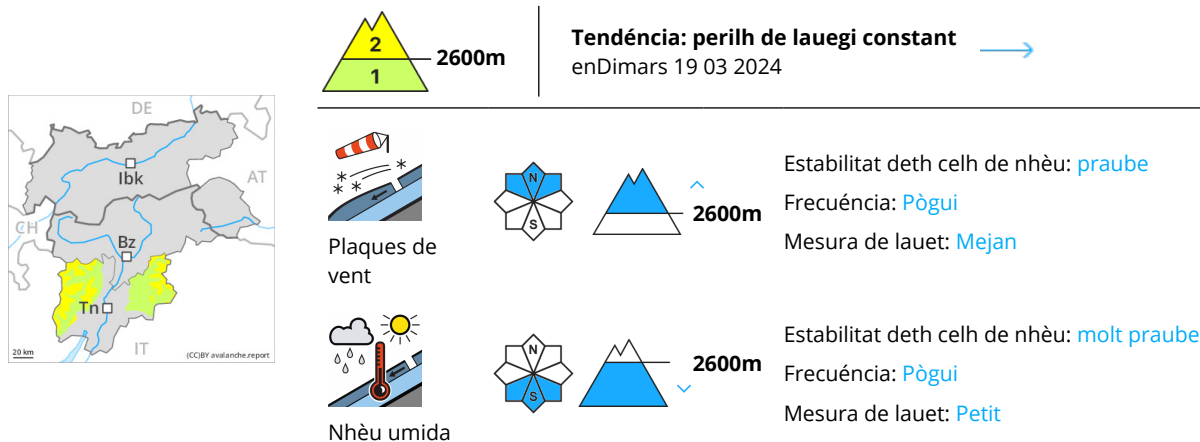 2
1
2600m
Tendéncia: perilh de lauegi constant
enDimars 19 03 2024
DE
AT
CH
IT
Ibk
Bz
Tn
20 km
(CC)BY avalanche.report
Plaques de
vent
N
S
2600m
Estabilitat deth celh de nhèu: praube
Frecuéncia: Pògui
Mesura de lauet: Mejan
Nhèu umida
N
S
2600m
Estabilitat deth celh de nhèu: molt praube
Frecuéncia: Pògui
Mesura de lauet: Petit